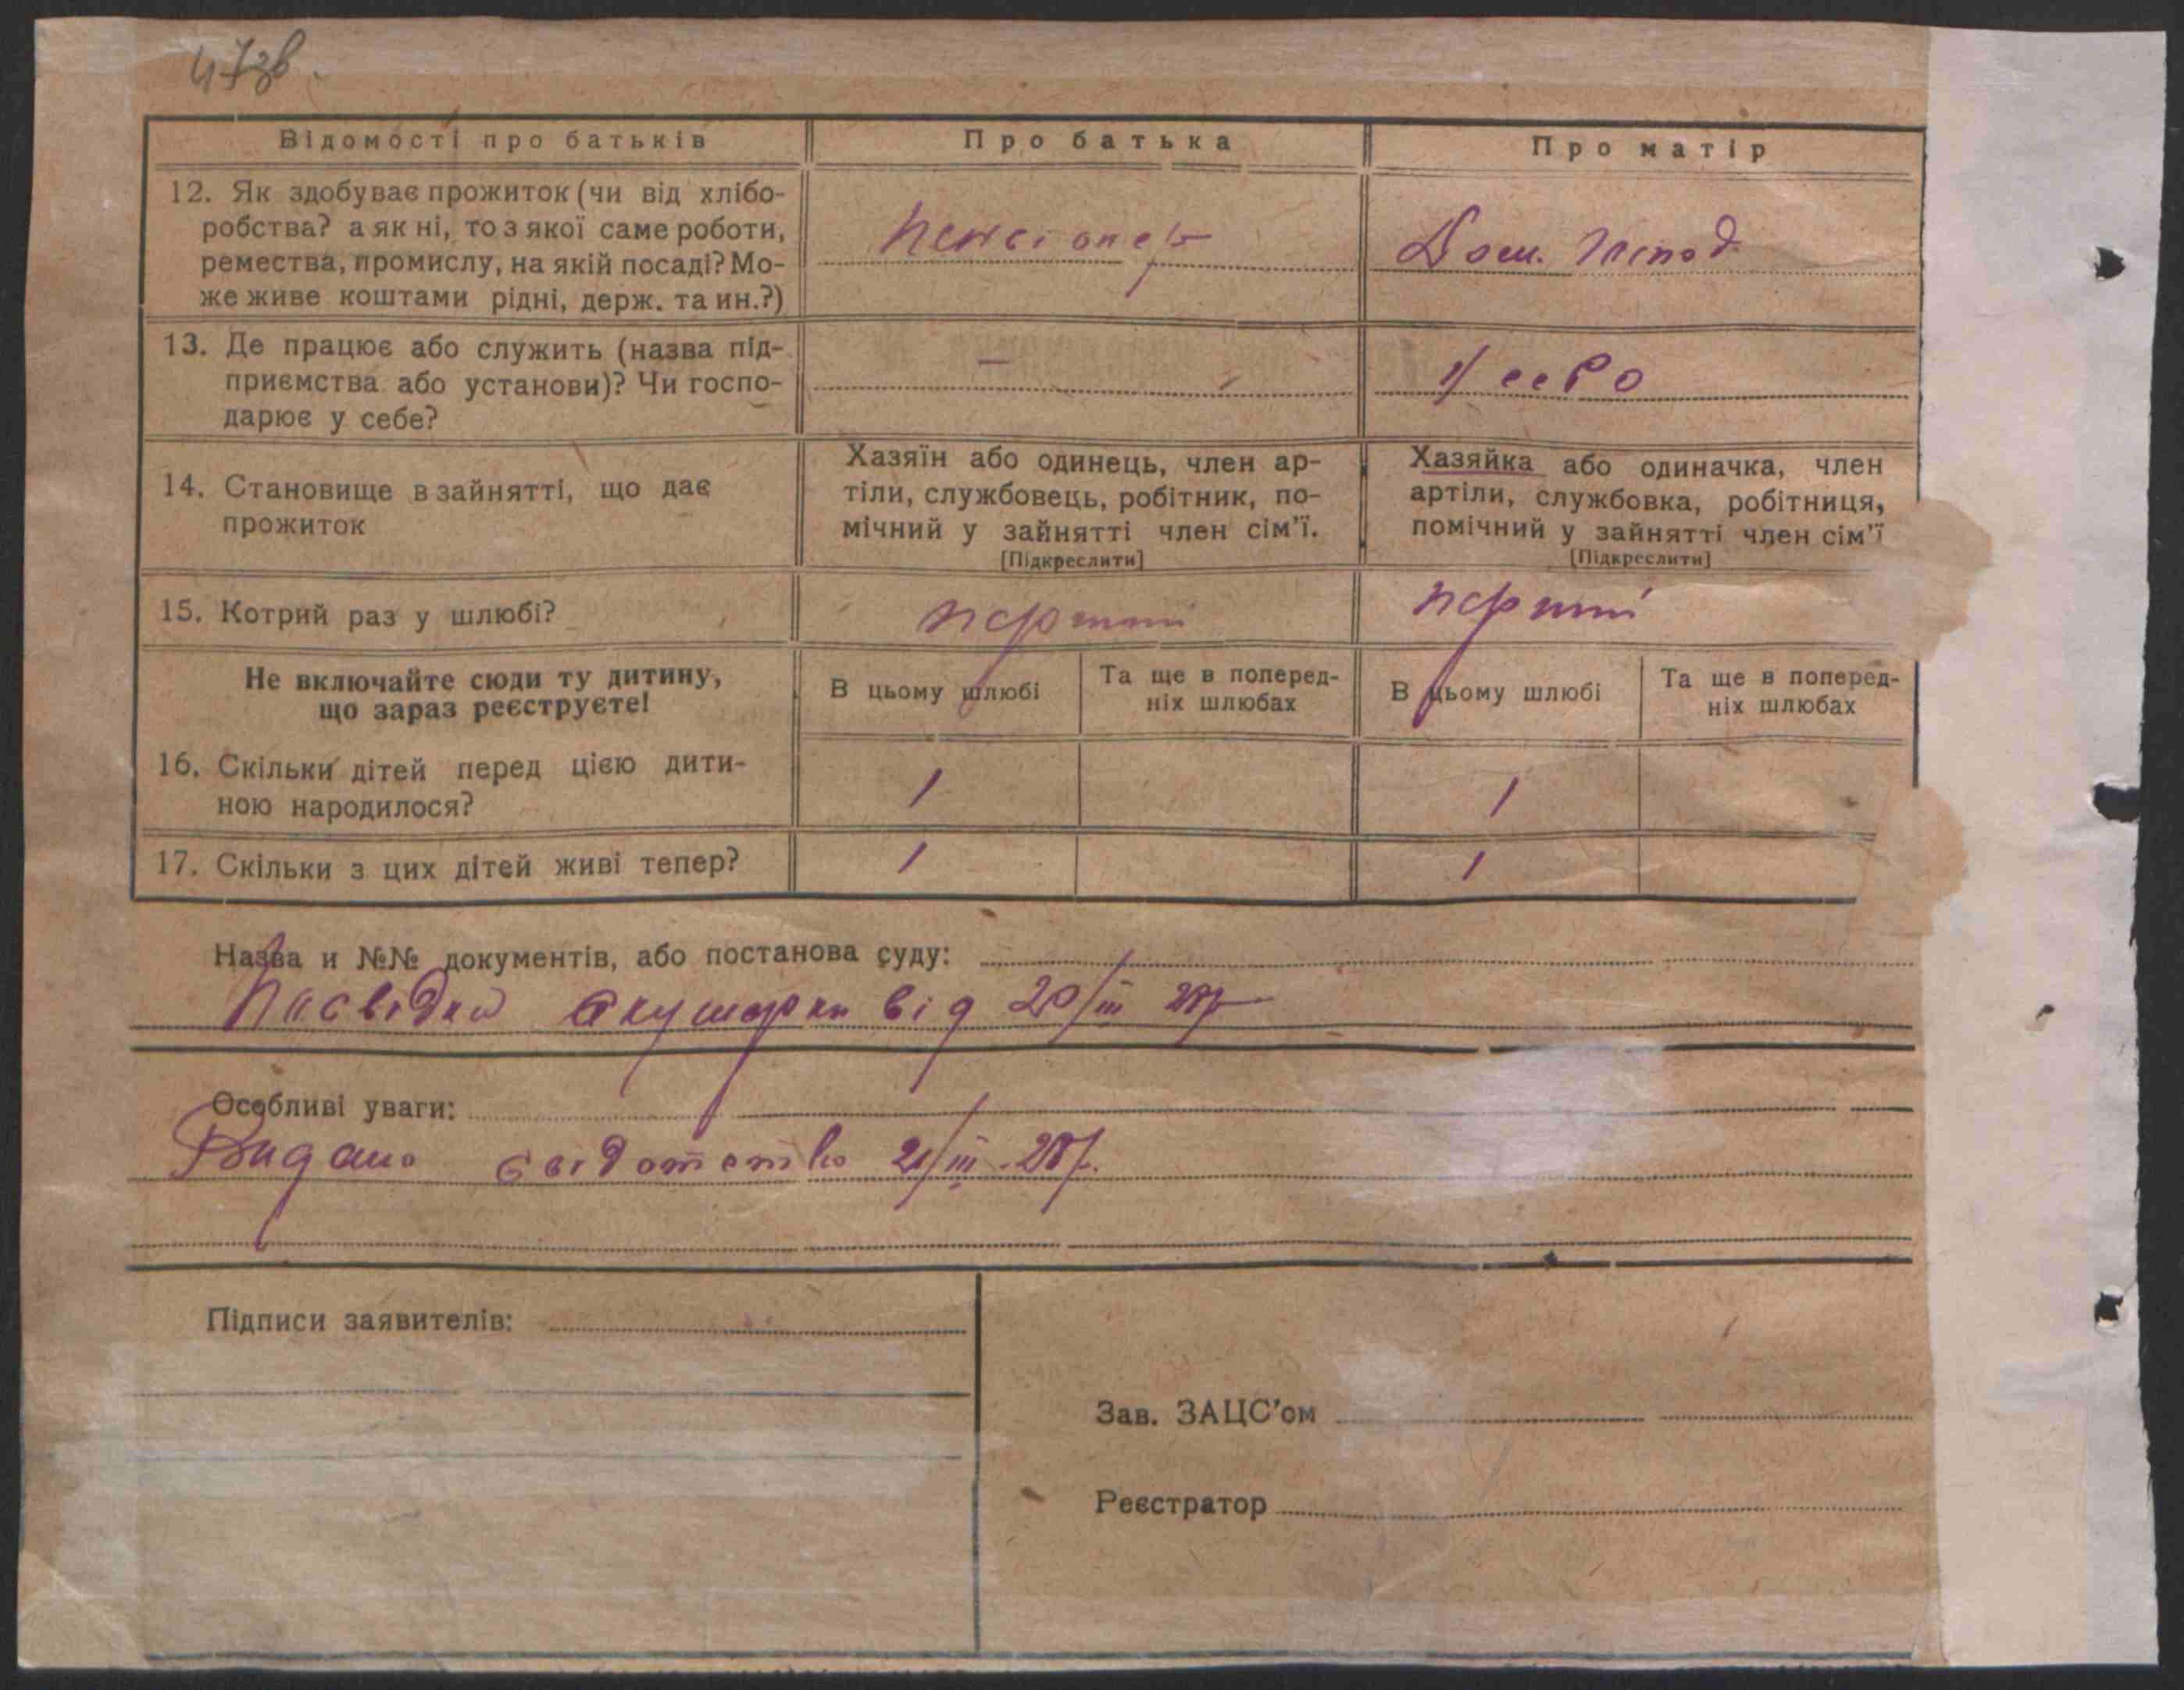 47зв.
Відомості про батьків
Про батька
Про матір
12. Як здобуває прожиток (чи від хлібо-
робства? а як ні, то з якої саме роботи,
ремества, промислу, на якій посаді? Мо-
же живе коштами рідні, держ. та ин.?)
пенсіонер
Дом. господ.
13. Де працює або служить (назва під-
приємства або установи)? Чи госпо-
дарює у себе?
—
У себе
14. Становище в зайнятті, що дає
прожиток
Хазяїн або одинець, член ар-
тіли, службовець, робітник, по-
мічний у зайнятті член сім'ї.
[Підкреслити]
Хазяйка або одиначка, член
артіли, службовка, робітниця,
помічний у зайнятті член сім'ї
[Підкреслити]
15. Котрий раз у шлюбі?
перший
перший
Не включайте сюди ту дитину,
що зараз реєструєте!
В цьому шлюбі
Та ще в поперед-
ніх шлюбах
В цьому шлюбі
Та ще в поперед-
ніх шлюбах
16. Скільки дітей перед цією дити-
ною народилося?
1
1
17. Скільки з цих дітей живі тепер?
1
1
Назва и №№ документів, або постанова суду:
Посвідка акушерки від 20/III 28р
Особливі уваги:
Видано свідотство 21/III-28р.
Підписи заявителів:
Зав. ЗАЦС'ом
Реєстратор